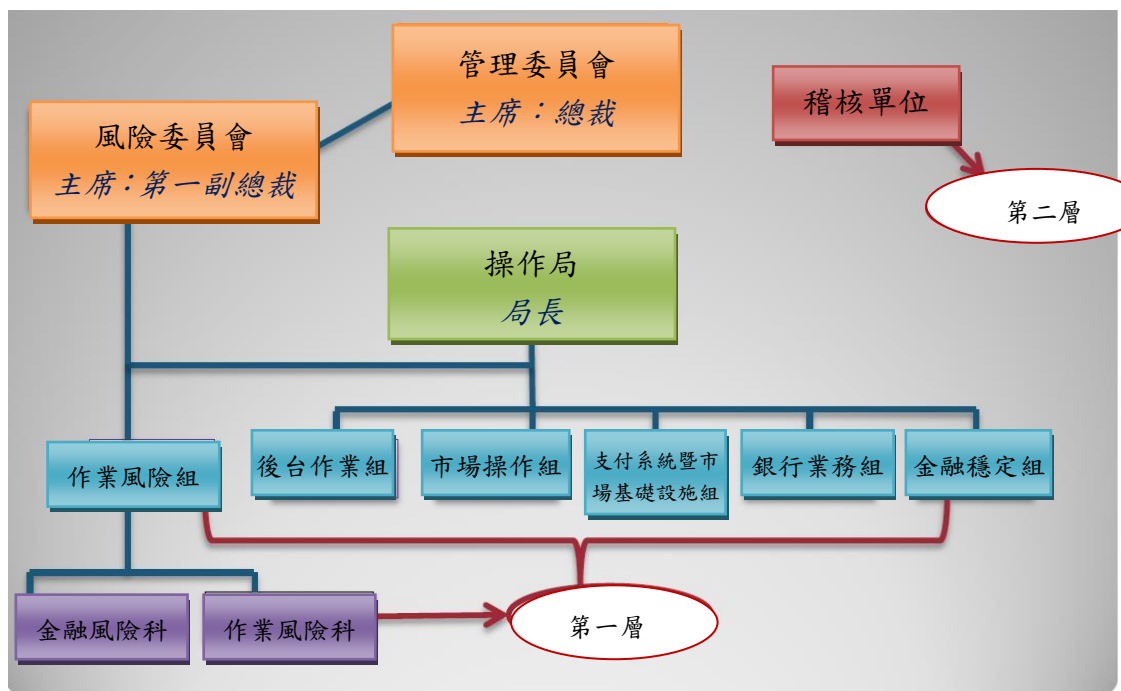 管理委員會
主席：總裁
稽核單位
風險委員會
主席：第一副總裁
第二層
操作局
局長
作業風險組
後台作業組
市場操作組
支付系統暨市
場基礎設施組
銀行業務組
金融穩定組
金融風險科
作業風險科
第一層